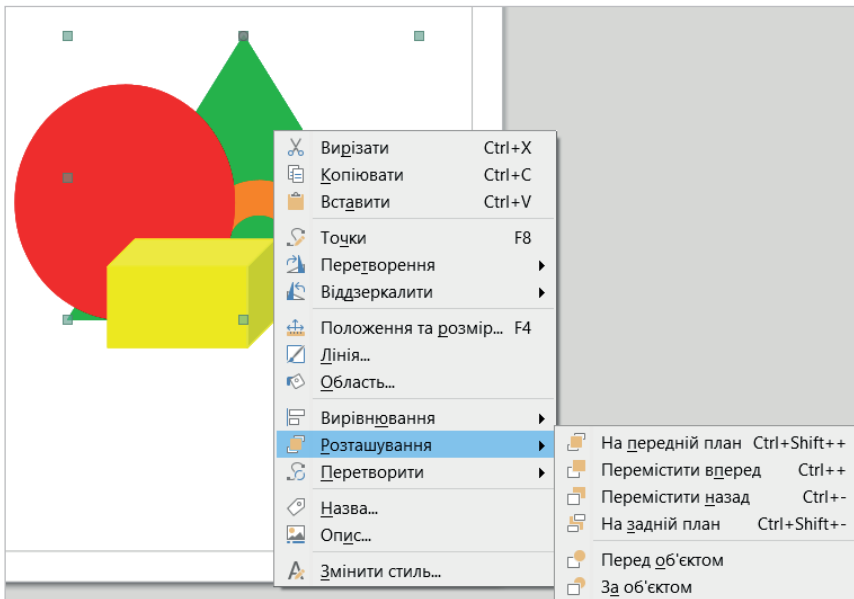 Вирізати Ctrl+X
Копіювати Ctrl+C
Вставити Ctrl+V
Точки F8
Перетворення
Віддзеркалити
Положення та розмір... F4
Лінія...
Область...
Вирівнювання
Розташування
Перетворити
Назва...
Опис...
Змінити стиль...
На передній план Ctrl+Shift++
Перемістити вперед Ctrl++
Перемістити назад Ctrl+-
На задній план Ctrl+Shift+-
Перед об'єктом
За об'єктом